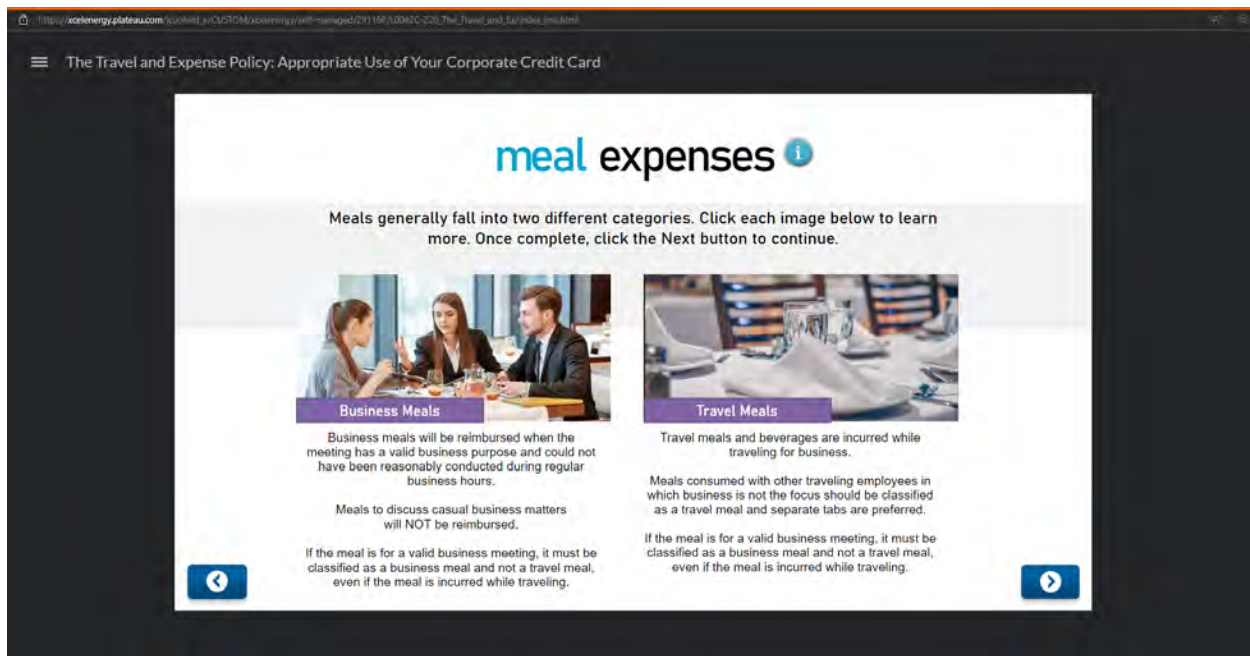 The Travel and Expense Policy: Appropriate Use of Your Corporate Credit Card
meal expenses i
Meals generally fall into two different categories. Click each image below to learn
more. Once complete, click the Next button to continue.
Business Meals
Business meals will be reimbursed when the
meeting has a valid business purpose and could not
have been reasonably conducted during regular
business hours.
Meals to discuss casual business matters
will NOT be reimbursed.
If the meal is for a valid business meeting, it must be
classified as a business meal and not a travel meal,
even if the meal is incurred while traveling.
Travel Meals
Travel meals and beverages are incurred while
traveling for business.
Meals consumed with other traveling employees in
which business is not the focus should be classified
as a travel meal and separate tabs are preferred.
If the meal is for a valid business meeting, it must be
classified as a business meal and not a travel meal,
even if the meal is incurred while traveling.